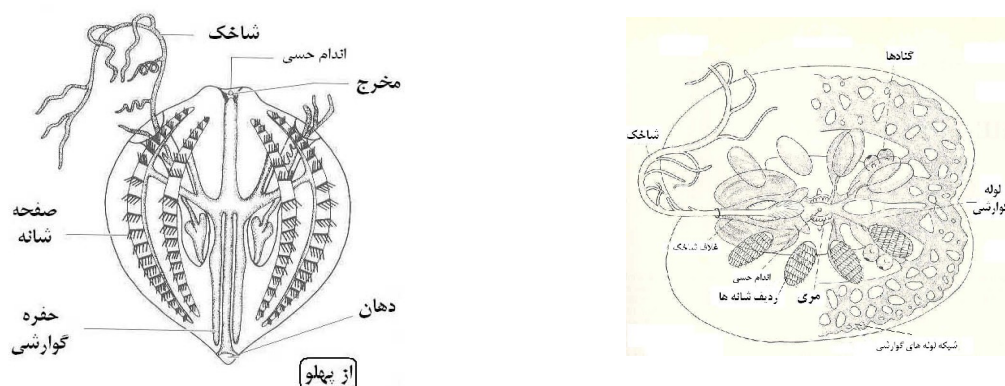 شاخک
اندام حسی
مخرج
صفحه
شانه
دهان
حفره
گوارشی
از پهلو
گنادها
شاخک
لوله
گوارشی
غلاف شاخک
اندام حسی
ردیف شانه ها
مری
شبکه لوله های گوارشی